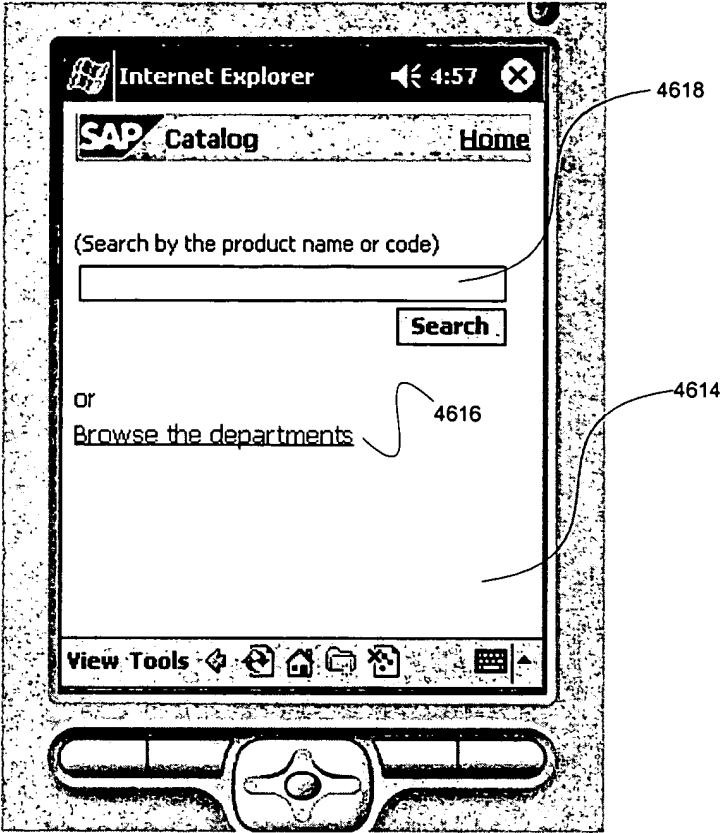 Internet Explorer 4:57
4618
SAP Catalog Home
(Search by the product name or code)
Search
4614
or
4616
Browse the departments
View Tools